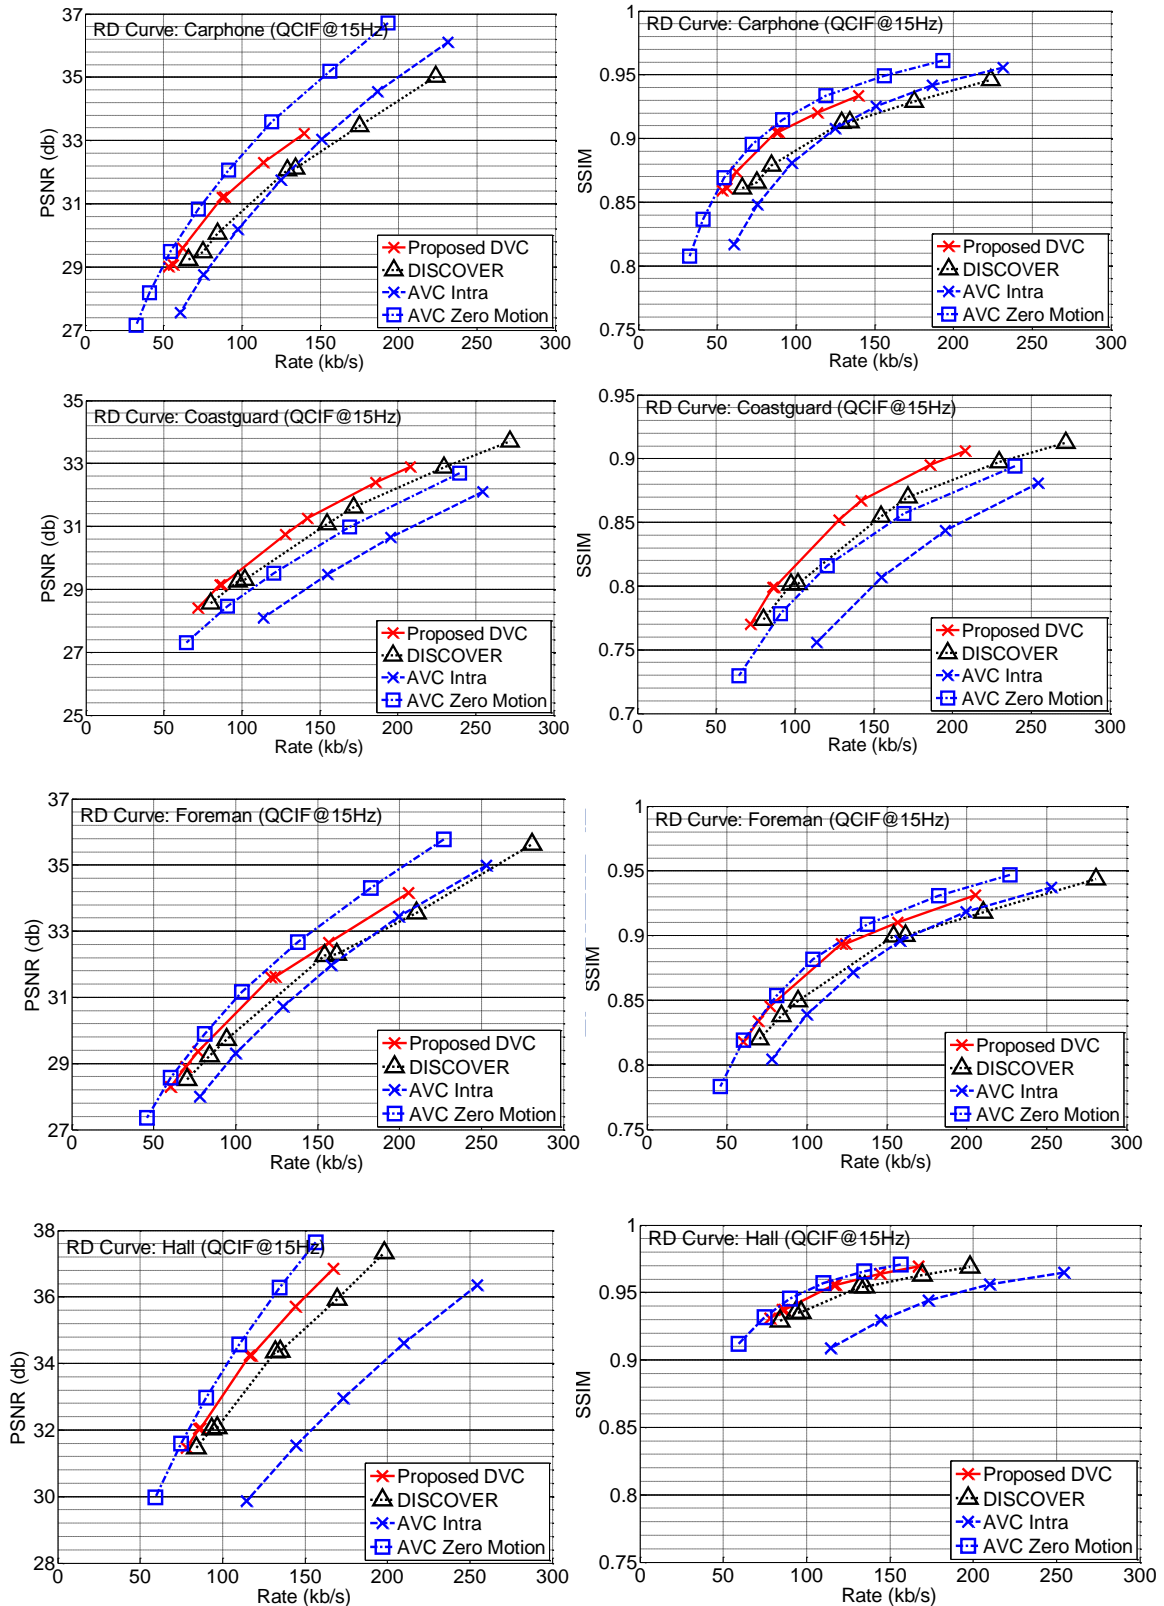 RD Curve: Carphone (QCIF@15Hz)
PSNR (db)
37
35
33
31
29
27
0 50 100 150 200 250 300
Rate (kb/s)
Proposed DVC
DISCOVER
AVC Intra
AVC Zero Motion
RD Curve: Carphone (QCIF@15Hz)
SSIM
1
0.95
0.9
0.85
0.8
0.75
0 50 100 150 200 250 300
Rate (kb/s)
Proposed DVC
DISCOVER
AVC Intra
AVC Zero Motion
RD Curve: Coastguard (QCIF@15Hz)
PSNR (db)
35
33
31
29
27
25
0 50 100 150 200 250 300
Rate (kb/s)
Proposed DVC
DISCOVER
AVC Intra
AVC Zero Motion
RD Curve: Coastguard (QCIF@15Hz)
SSIM
0.95
0.9
0.85
0.8
0.75
0.7
0 50 100 150 200 250 300
Rate (kb/s)
Proposed DVC
DISCOVER
AVC Intra
AVC Zero Motion
RD Curve: Foreman (QCIF@15Hz)
PSNR (db)
37
35
33
31
29
27
0 50 100 150 200 250 300
Rate (kb/s)
Proposed DVC
DISCOVER
AVC Intra
AVC Zero Motion
RD Curve: Foreman (QCIF@15Hz)
SSIM
1
0.95
0.9
0.85
0.8
0.75
0 50 100 150 200 250 300
Rate (kb/s)
Proposed DVC
DISCOVER
AVC Intra
AVC Zero Motion
RD Curve: Hall (QCIF@15Hz)
PSNR (db)
38
36
34
32
30
28
0 50 100 150 200 250 300
Rate (kb/s)
Proposed DVC
DISCOVER
AVC Intra
AVC Zero Motion
RD Curve: Hall (QCIF@15Hz)
SSIM
1
0.95
0.9
0.85
0.8
0.75
0 50 100 150 200 250 300
Rate (kb/s)
Proposed DVC
DISCOVER
AVC Intra
AVC Zero Motion